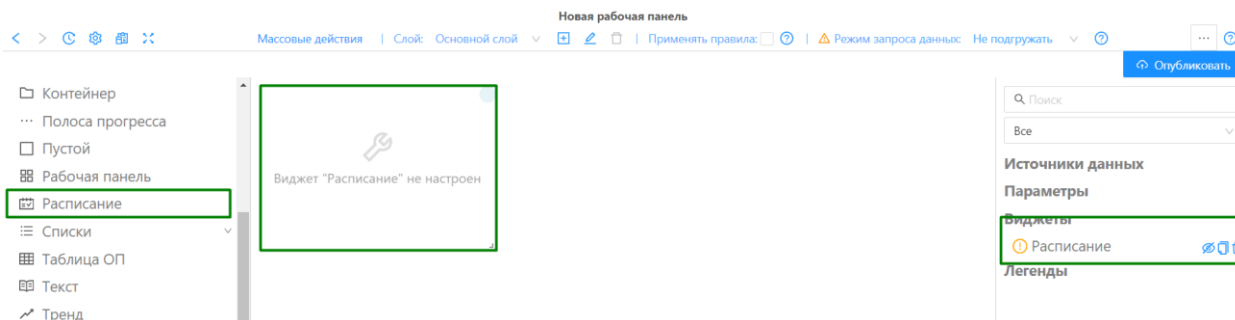 Новая рабочая панель
Массовые действия | Слой: Основной слой | Применять правила: | Режим запроса данных: Не подгружать
Опубликовать
Контейнер
Полоса прогресса
Пустой
Рабочая панель
Расписание
Списки
Таблица ОП
Текст
Тренд
Виджет "Расписание" не настроен
Поиск
Все
Источники данных
Параметры
Виджеты
Расписание
Легенды